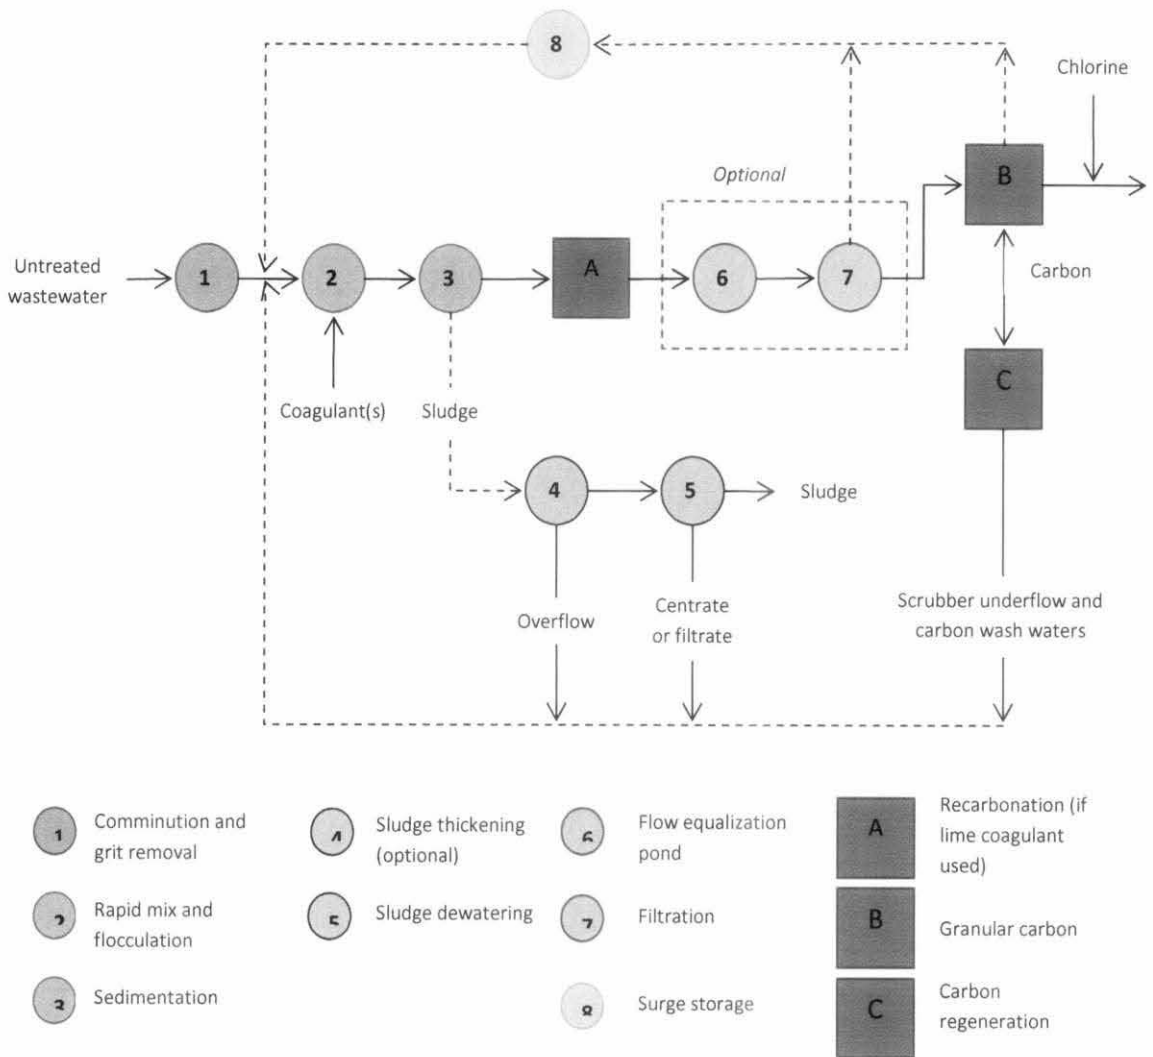 8
Chlorine
Optional
B
Untreated
wastewater
1
2
3
A
6
7
Carbon
C
Coagulant(s)
Sludge
4
5
Sludge
Overflow
Centrate
or filtrate
Scrubber underflow and
carbon wash waters
1
Comminution and
grit removal
2
Rapid mix and
flocculation
3
Sedimentation
4
Sludge thickening
(optional)
5
Sludge dewatering
6
Flow equalization
pond
7
Filtration
8
Surge storage
A
Recarbonation (if
lime coagulant
used)
B
Granular carbon
C
Carbon
regeneration